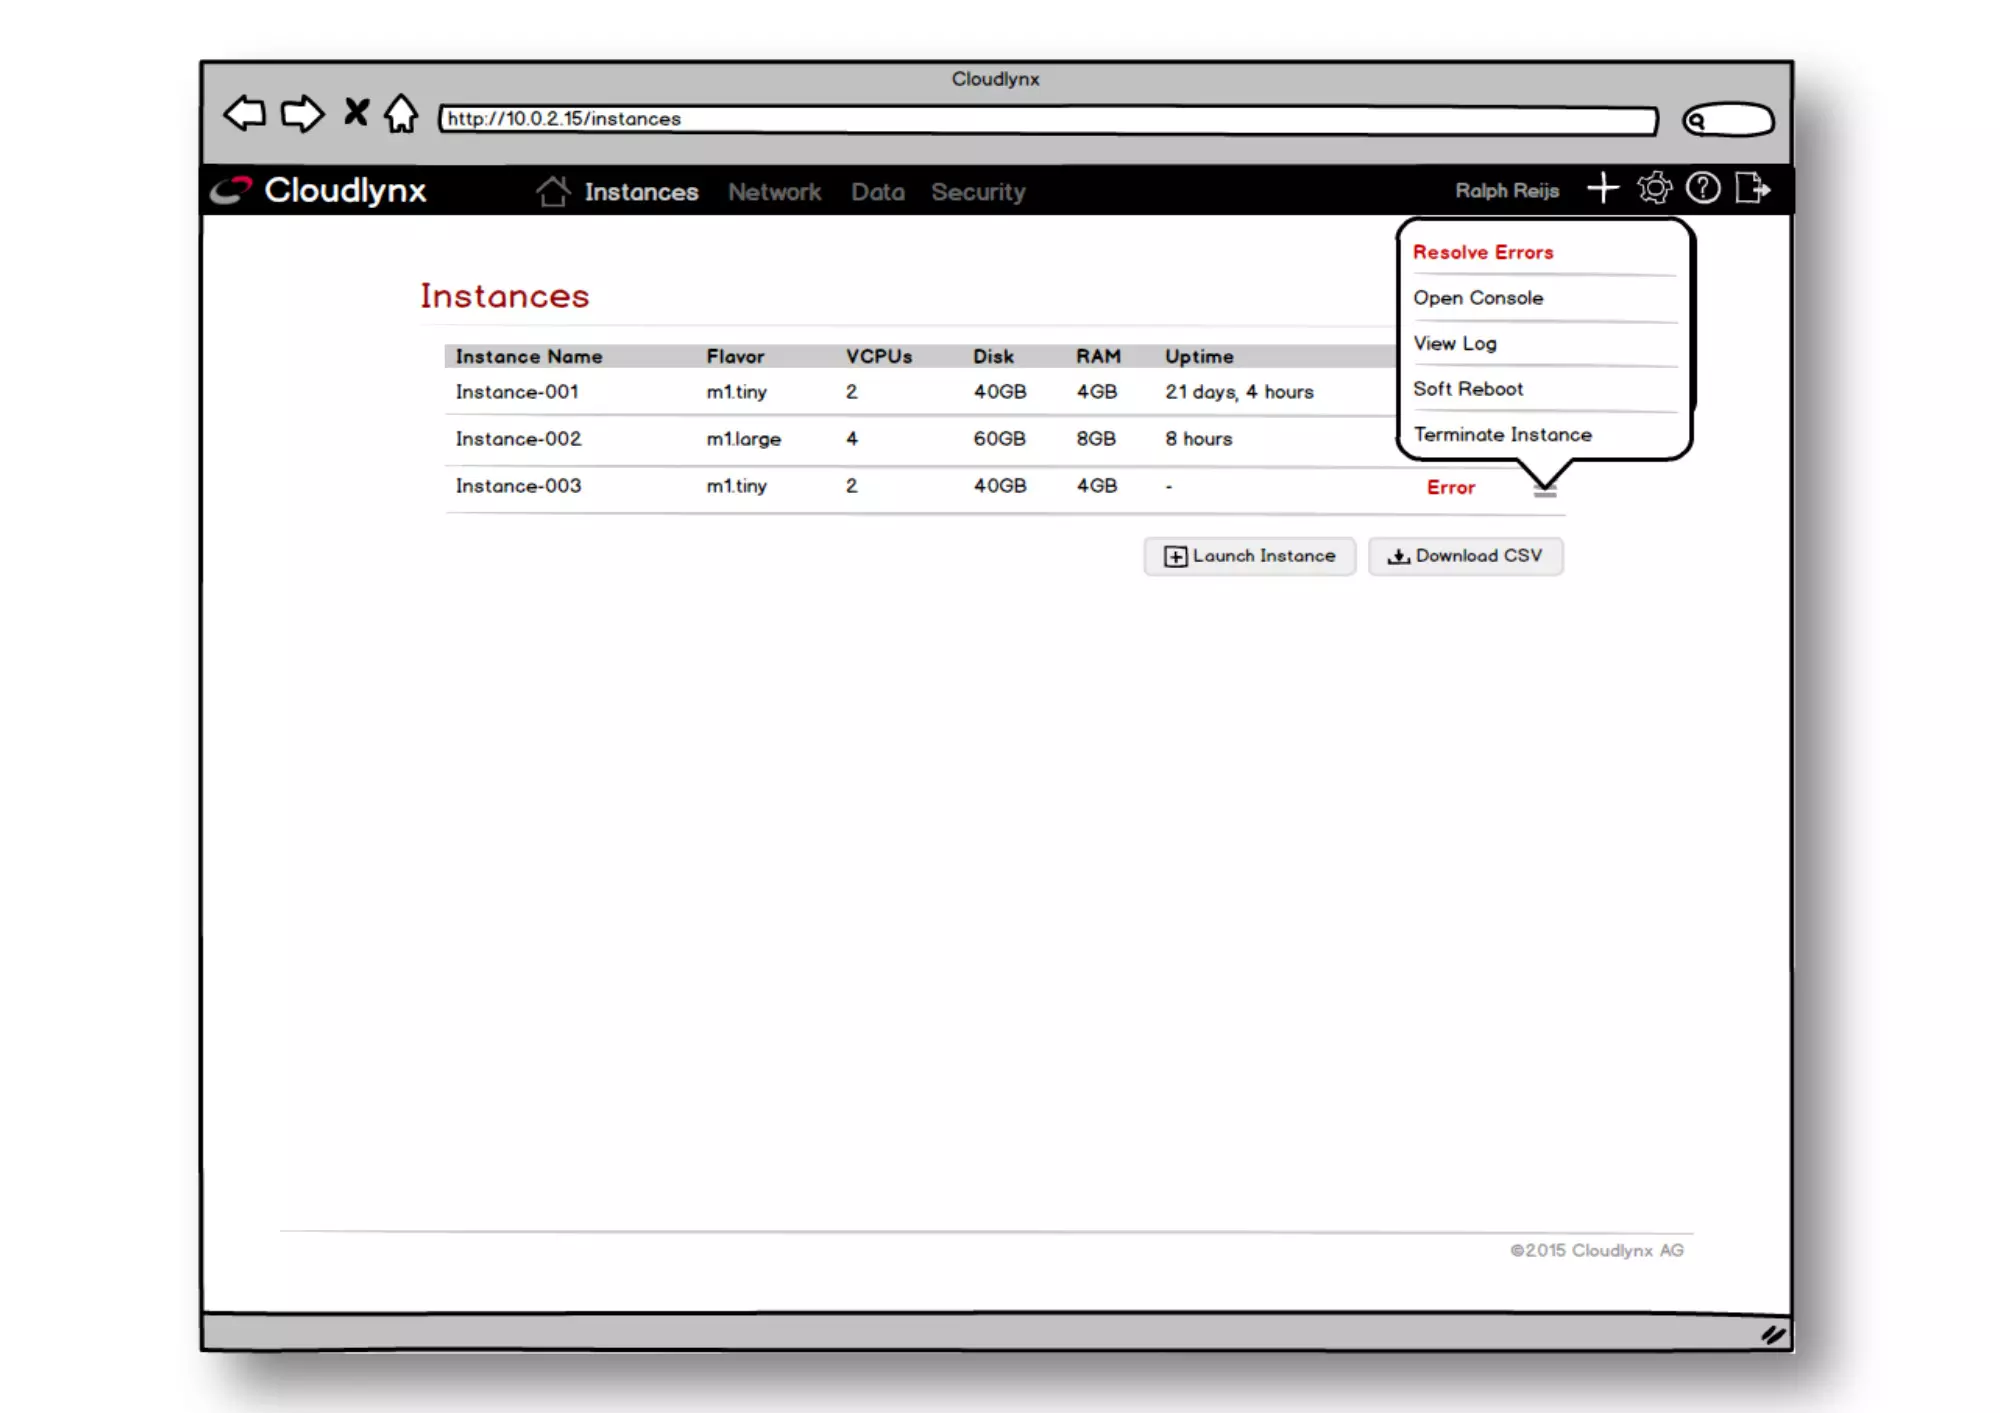 Cloudlynx
http://10.0.2.15/instances
Cloudlynx Instances Network Data Security Ralph Reijs
Resolve Errors
Open Console
View Log
Soft Reboot
Terminate Instance
Instances
Instance Name Flavor VCPUs Disk RAM Uptime
Instance-001 m1.tiny 2 40GB 4GB 21 days, 4 hours
Instance-002 m1.large 4 60GB 8GB 8 hours
Instance-003 m1.tiny 2 40GB 4GB - Error
Launch Instance Download CSV
©2015 Cloudlynx AG